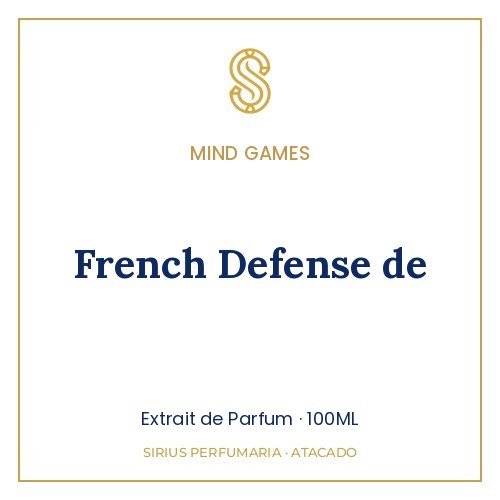 MIND GAMES
French Defense de
Extrait de Parfum · 100ML
SIRIUS PERFUMARIA · ATACADO